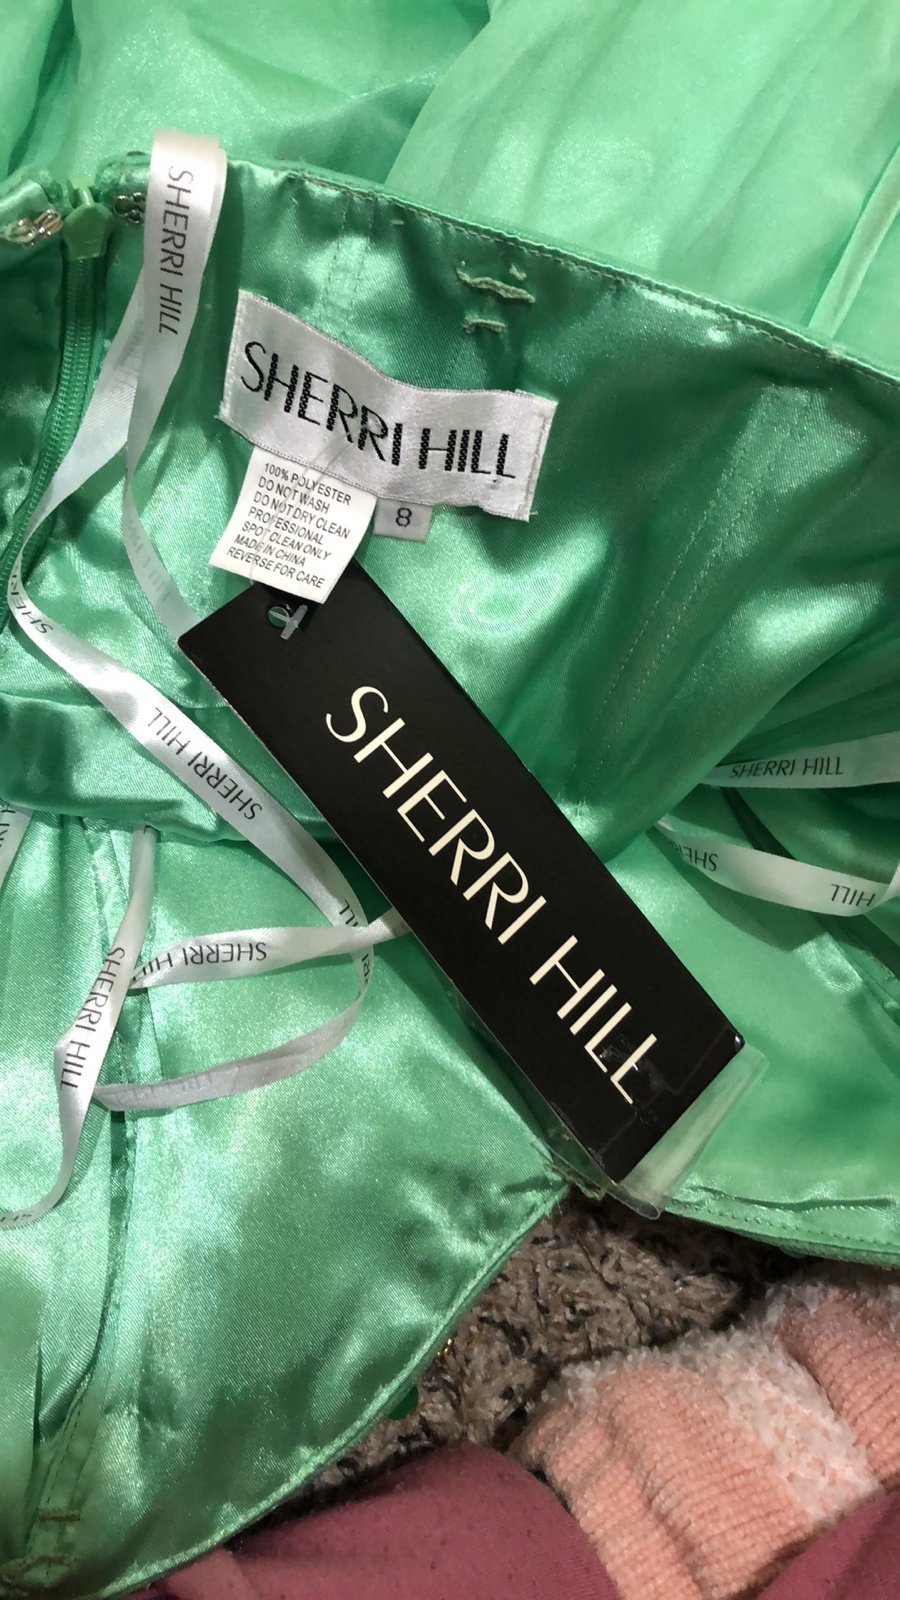 SHERRI HILL
SHERRI HILL
100% POLYESTER
DO NOT WASH
DO NOT DRY CLEAN
PROFESSIONAL
SPOT CLEAN ONLY
MADE IN CHINA
REVERSE FOR CARE
8
SHERRI HILL
SHERRI HILL
SHERRI HILL
SHERRI HILL
SHERRI HILL
HILL